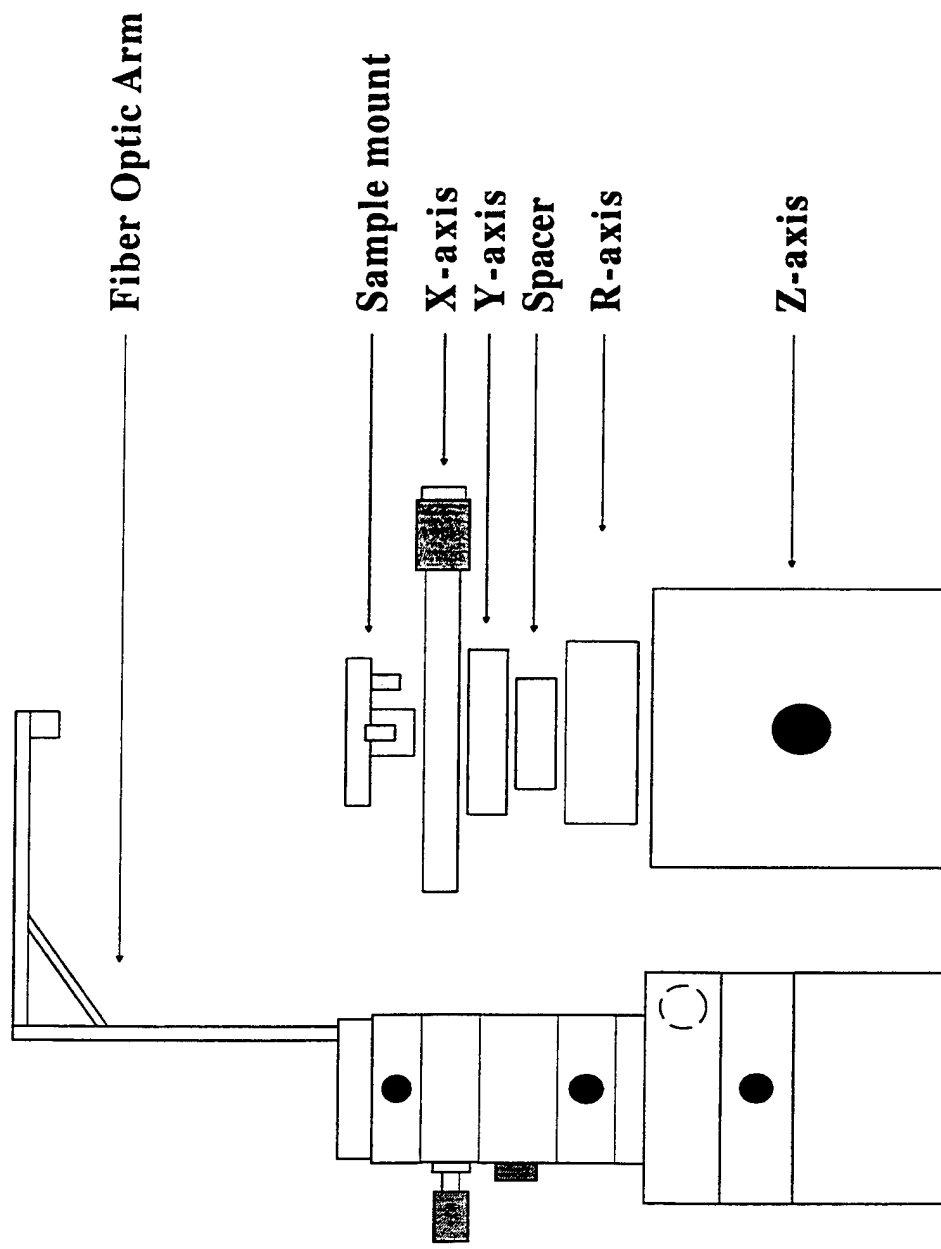 Fiber Optic Arm
Sample mount
X-axis
Y-axis
Spacer
R-axis
Z-axis